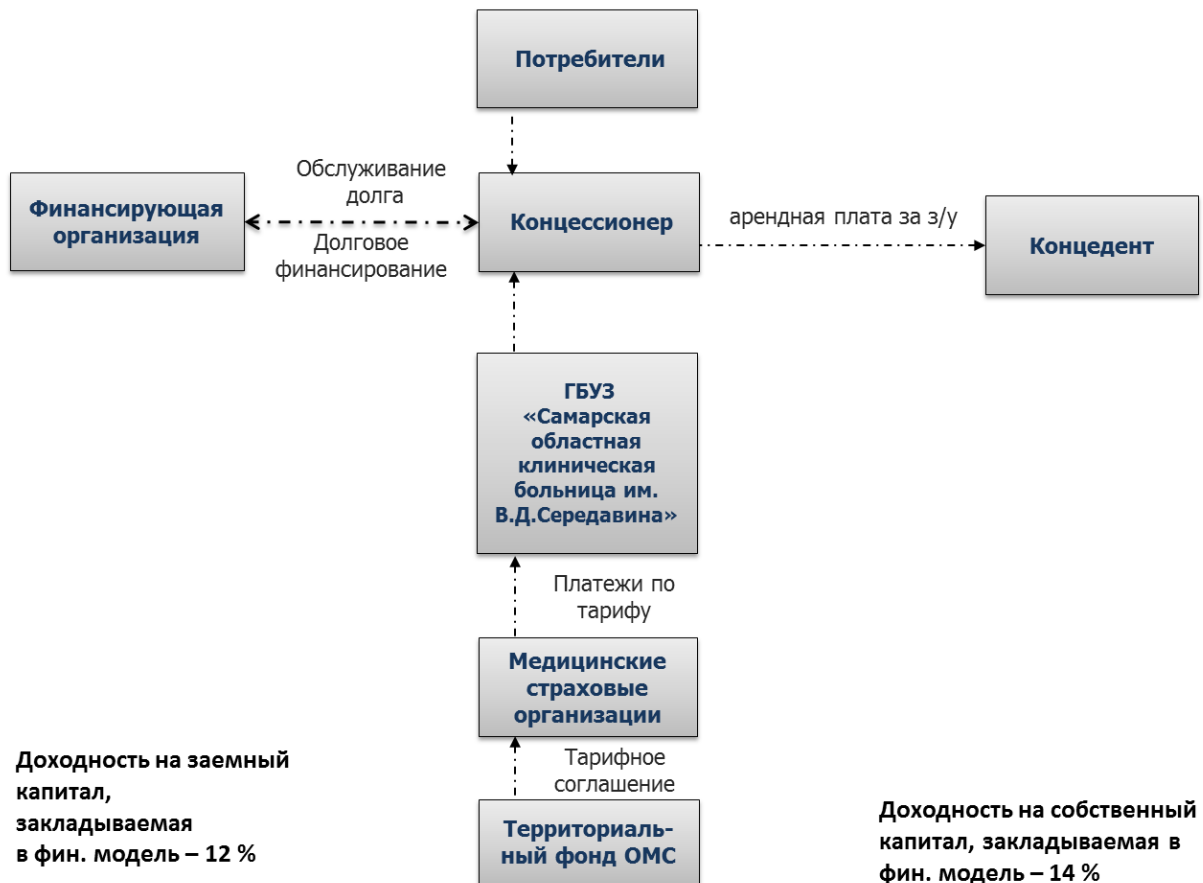 Потребители
Обслуживание
долга
Финансирующая
организация
Долговое
финансирование
Концессионер
арендная плата за з/у
Концедент
ГБУЗ
«Самарская
областная
клиническая
больница им.
В.Д.Середавина»
Платежи по
тарифу
Медицинские
страховые
организации
Тарифное
соглашение
Территориаль-
ный фонд ОМС
Доходность на заемный
капитал,
закладываемая
в фин. модель – 12 %
Доходность на собственный
капитал, закладываемая в
фин. модель – 14 %